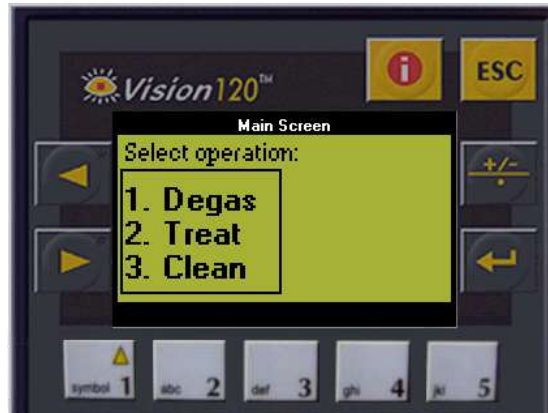 ESC
Vision120™
Main Screen
Select operation:
+/-
1. Degas
2. Treat
3. Clean
symbol 1 abc 2 def 3 ghi 4 jkl 5